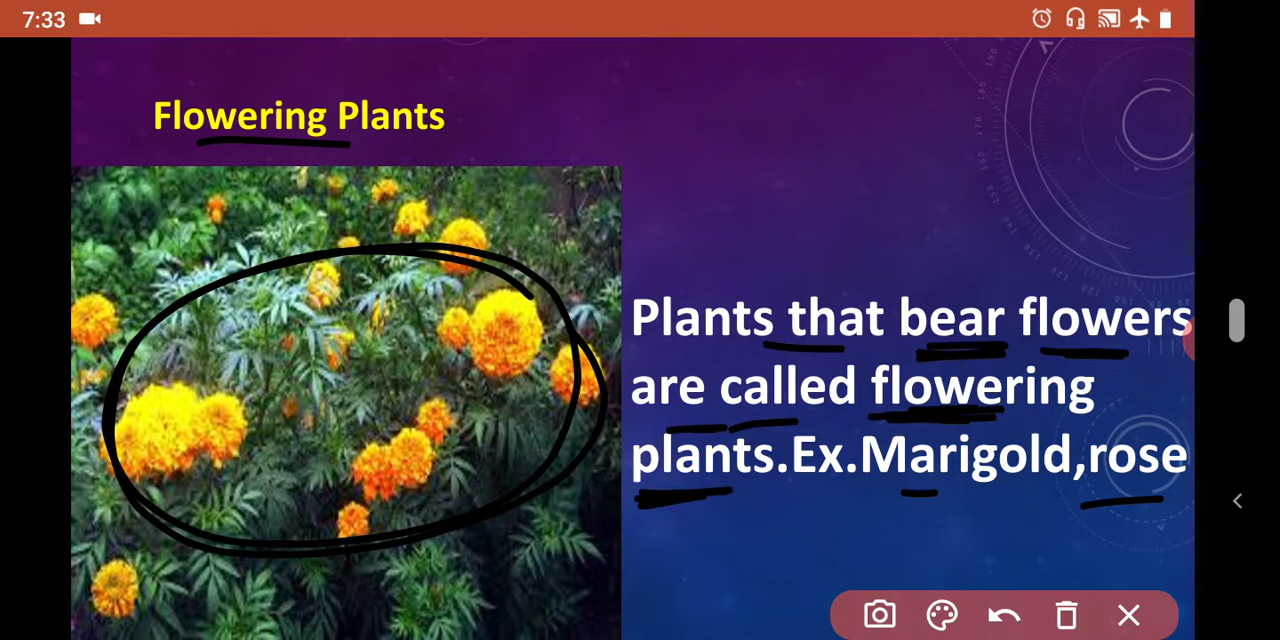 7:33
Flowering Plants
Plants that bear flowers
are called flowering
plants.Ex.Marigold,rose